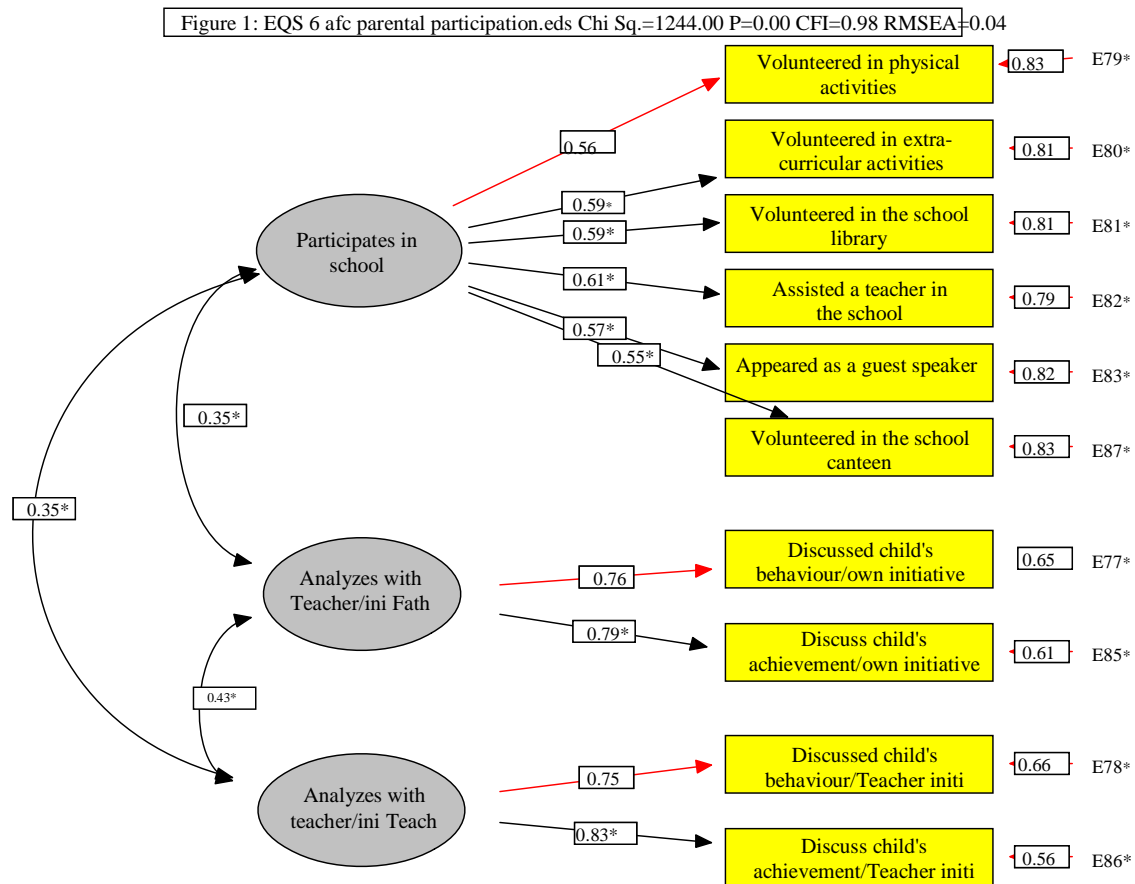 Figure 1: EQS 6 afc parental participation.eds Chi Sq.=1244.00 P=0.00 CFI=0.98 RMSEA=0.04
Volunteered in physical
activities
0.83
E79*
0.56
Volunteered in extra-
curricular activities
0.81
E80*
0.59*
Volunteered in the school
library
0.81
E81*
0.59*
Participates in
school
0.61*
Assisted a teacher in
the school
0.79
E82*
0.57*
0.55*
Appeared as a guest speaker
0.82
E83*
0.35*
Volunteered in the school
canteen
0.83
E87*
0.35*
Analyzes with
Teacher/ini Fath
0.76
Discussed child's
behaviour/own initiative
0.65
E77*
0.79*
Discuss child's
achievement/own initiative
0.61
E85*
0.43*
Analyzes with
teacher/ini Teach
0.75
Discussed child's
behaviour/Teacher initi
0.66
E78*
0.83*
Discuss child's
achievement/Teacher initi
0.56
E86*